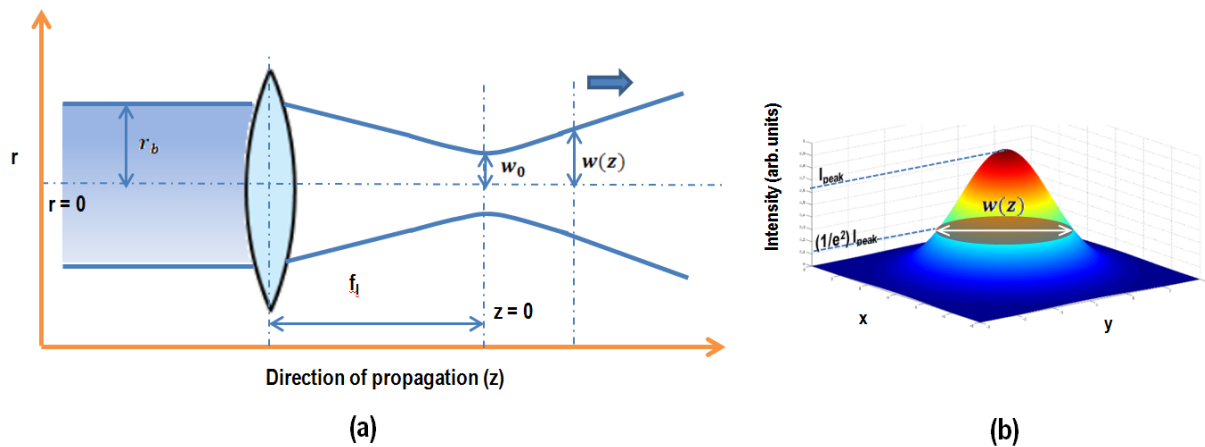 r
r = 0
r_b
f_l
z = 0
w_0
w(z)
Direction of propagation (z)
(a)
Intensity (arb.units)
I_peak
w(z)
(1/e²) I_peak
x
y
(b)